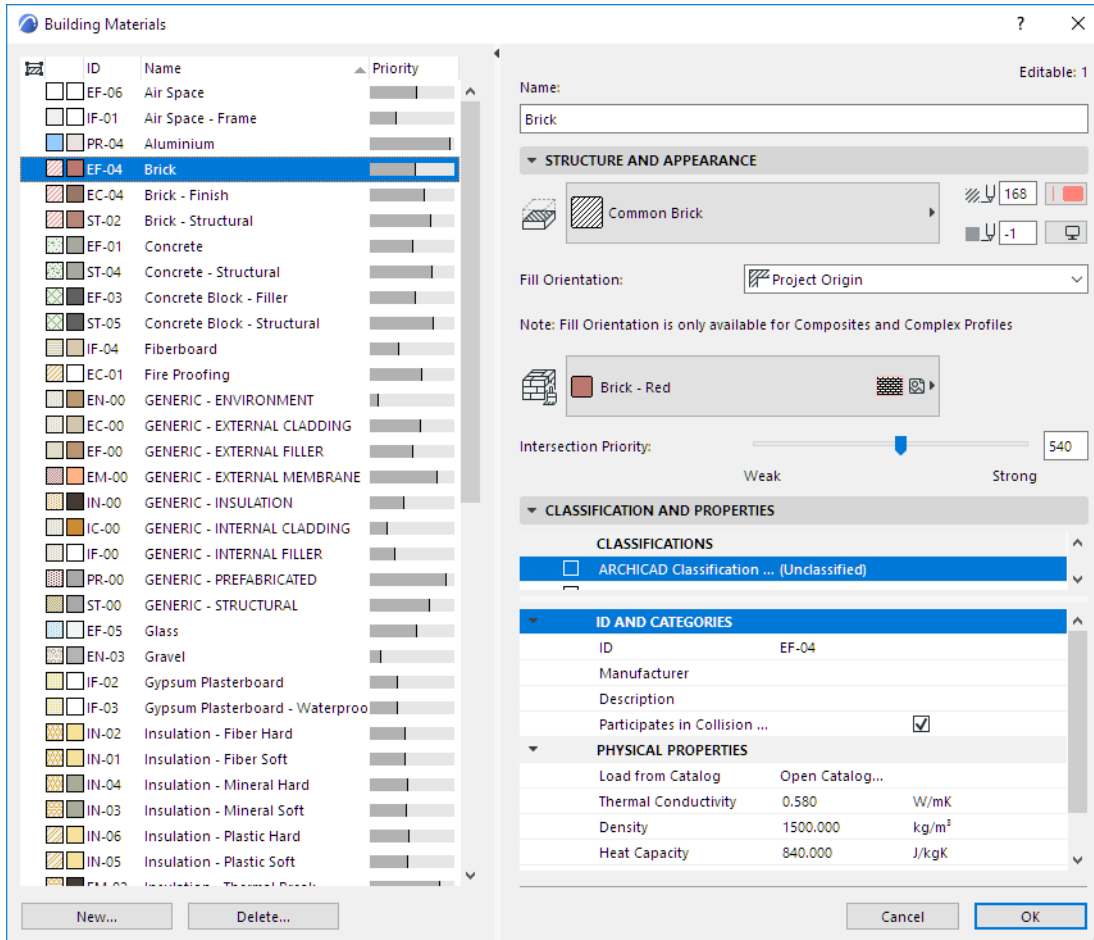 Building Materials ? ×
ID Name Priority
EF-06 Air Space
IF-01 Air Space - Frame
PR-04 Aluminium
EF-04 Brick
EC-04 Brick - Finish
ST-02 Brick - Structural
EF-01 Concrete
ST-04 Concrete - Structural
EF-03 Concrete Block - Filler
ST-05 Concrete Block - Structural
IF-04 Fiberboard
EC-01 Fire Proofing
EN-00 GENERIC - ENVIRONMENT
EC-00 GENERIC - EXTERNAL CLADDING
EF-00 GENERIC - EXTERNAL FILLER
EM-00 GENERIC - EXTERNAL MEMBRANE
IN-00 GENERIC - INSULATION
IC-00 GENERIC - INTERNAL CLADDING
IF-00 GENERIC - INTERNAL FILLER
PR-00 GENERIC - PREFABRICATED
ST-00 GENERIC - STRUCTURAL
EF-05 Glass
EN-03 Gravel
IF-02 Gypsum Plasterboard
IF-03 Gypsum Plasterboard - Waterproo
IN-02 Insulation - Fiber Hard
IN-01 Insulation - Fiber Soft
IN-04 Insulation - Mineral Hard
IN-03 Insulation - Mineral Soft
IN-06 Insulation - Plastic Hard
IN-05 Insulation - Plastic Soft
New... Delete...
Editable: 1
Name:
Brick
STRUCTURE AND APPEARANCE
Common Brick
168
-1
Fill Orientation: Project Origin
Note: Fill Orientation is only available for Composites and Complex Profiles
Brick - Red
Intersection Priority: 540
Weak Strong
CLASSIFICATION AND PROPERTIES
CLASSIFICATIONS
ARCHICAD Classification ... (Unclassified)
ID AND CATEGORIES
ID EF-04
Manufacturer
Description
Participates in Collision ...
PHYSICAL PROPERTIES
Load from Catalog Open Catalog...
Thermal Conductivity 0.580 W/mK
Density 1500.000 kg/m³
Heat Capacity 840.000 J/kgK
Cancel OK